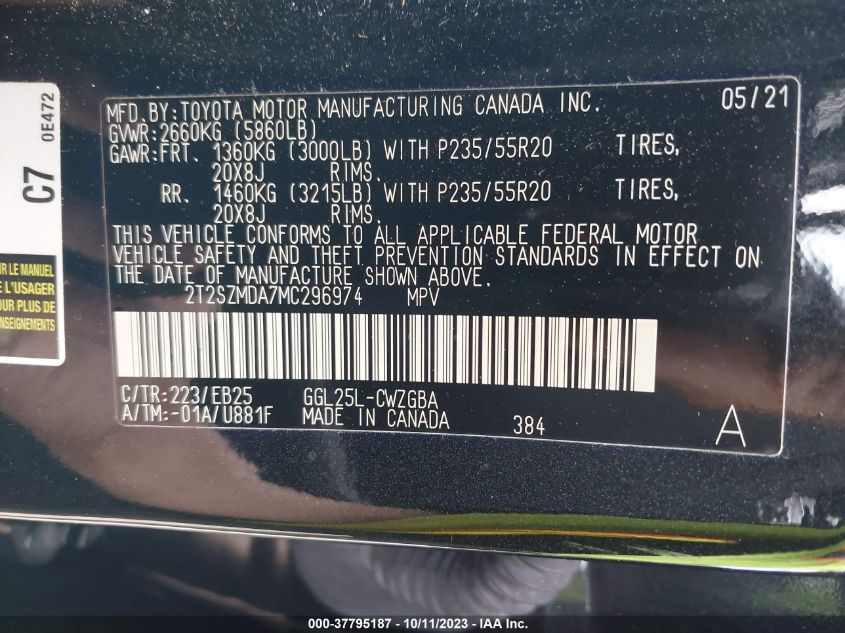 MFD.BY:TOYOTA MOTOR MANUFACTURING CANADA INC. 05/21
GVWR:2660KG (5860LB)
GAWR:FRT. 1360KG (3000LB) WITH P235/55R20 TIRES,
20X8J RIMS.
RR. 1460KG (3215LB) WITH P235/55R20 TIRES,
20X8J RIMS.
THIS VEHICLE CONFORMS TO ALL APPLICABLE FEDERAL MOTOR
VEHICLE SAFETY AND THEFT PREVENTION STANDARDS IN EFFECT ON
THE DATE OF MANUFACTURE SHOWN ABOVE.
2T2SZMDA7MC296974 MPV
C/TR:223/EB25 GGL25L-CWZGBA
A/TM:-01A/U881F MADE IN CANADA 384 A
C7 0E472
R LE MANUEL
L'USAGER
OUR PLUS DE
NSEIGNEMENTS
000-37795187 - 10/11/2023 - IAA Inc.